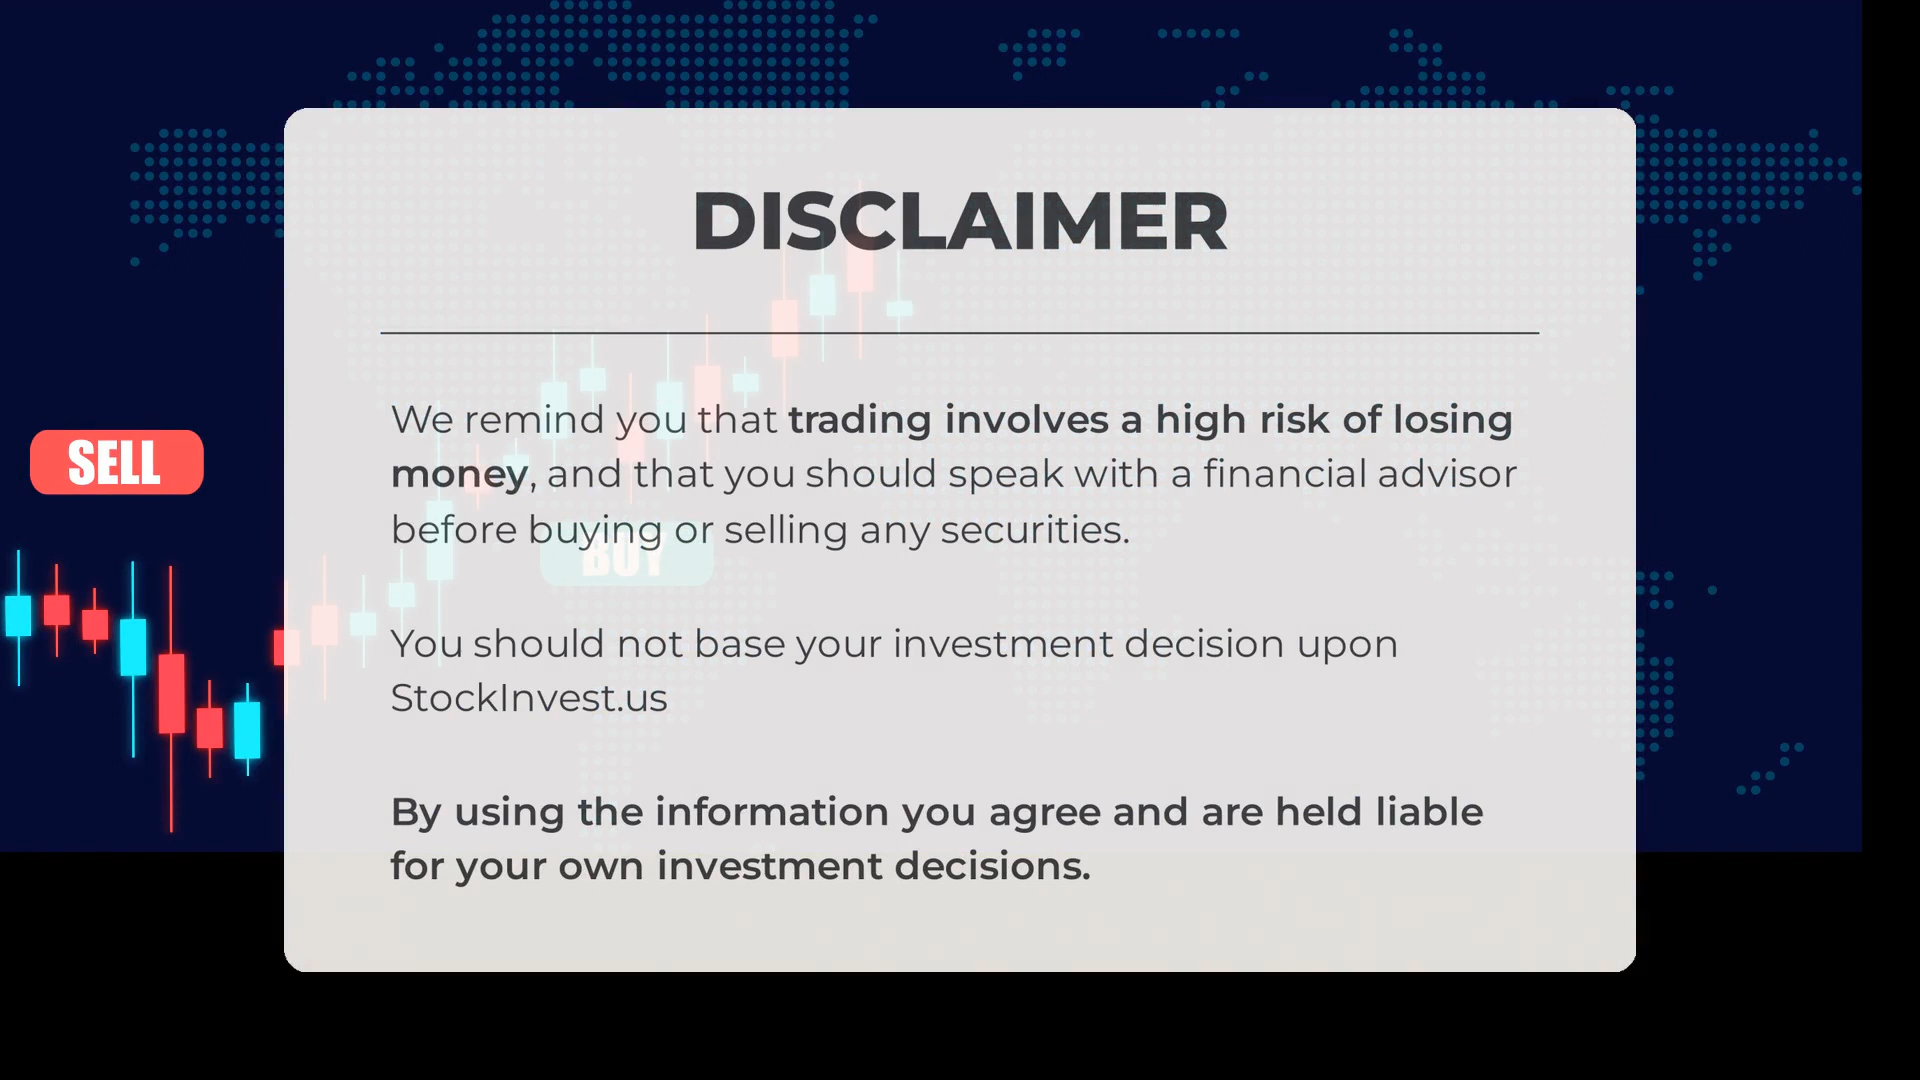 DISCLAIMER
SELL
We remind you that trading involves a high risk of losing
money, and that you should speak with a financial advisor
before buying or selling any securities.
BUY
You should not base your investment decision upon
StockInvest.us
By using the information you agree and are held liable
for your own investment decisions.